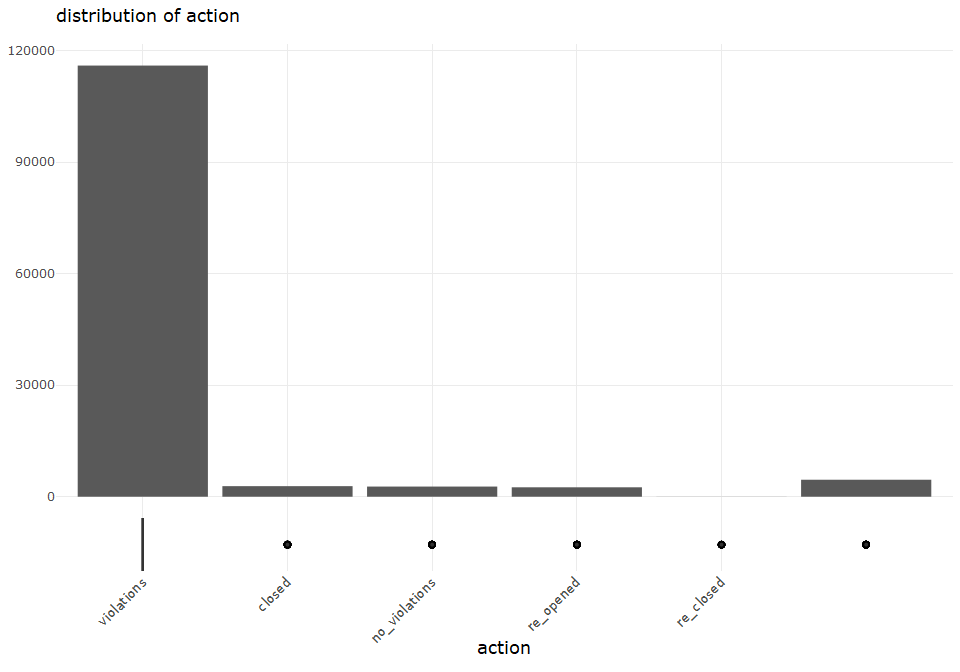 distribution of action
120000
90000
60000
30000
0
violations
closed
no_violations
re_opened
re_closed
action